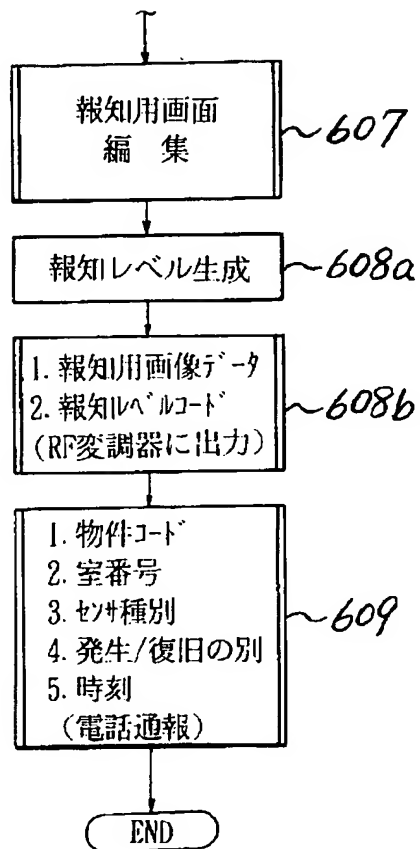 報知用画面
編集
607
報知レベル生成
608a
1. 報知用画像データ
2. 報知レベルコード
(RF変調器に出力)
608b
1. 物件コード
2. 室番号
3. センサ種別
4. 発生/復旧の別
5. 時刻
(電話通報)
609
END